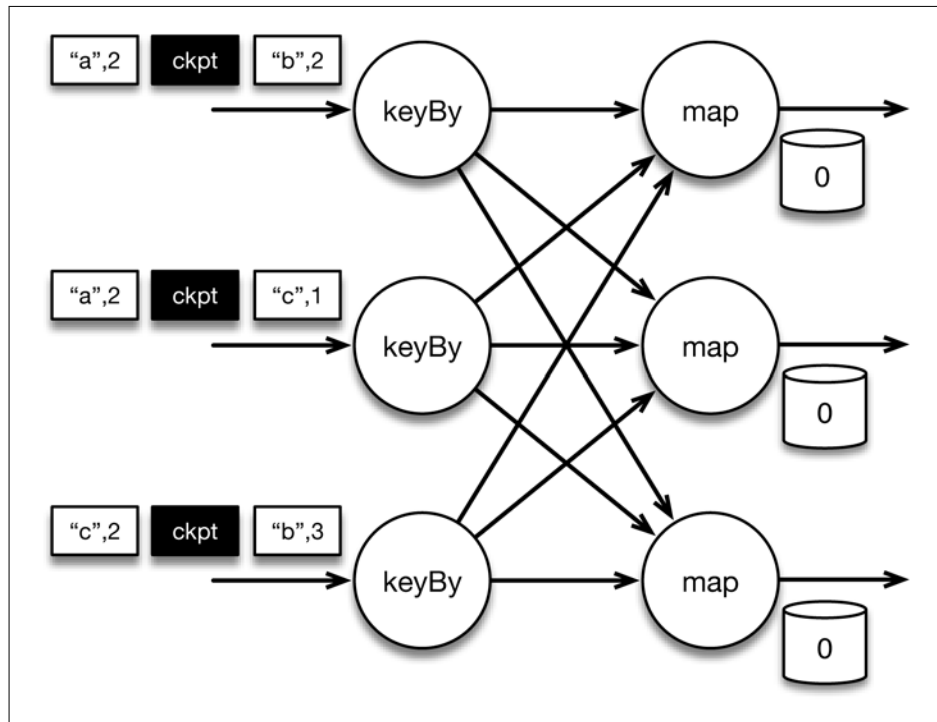 “a”,2 ckpt “b”,2
keyBy map
0
“a”,2 ckpt “c”,1
keyBy map
0
“c”,2 ckpt “b”,3
keyBy map
0